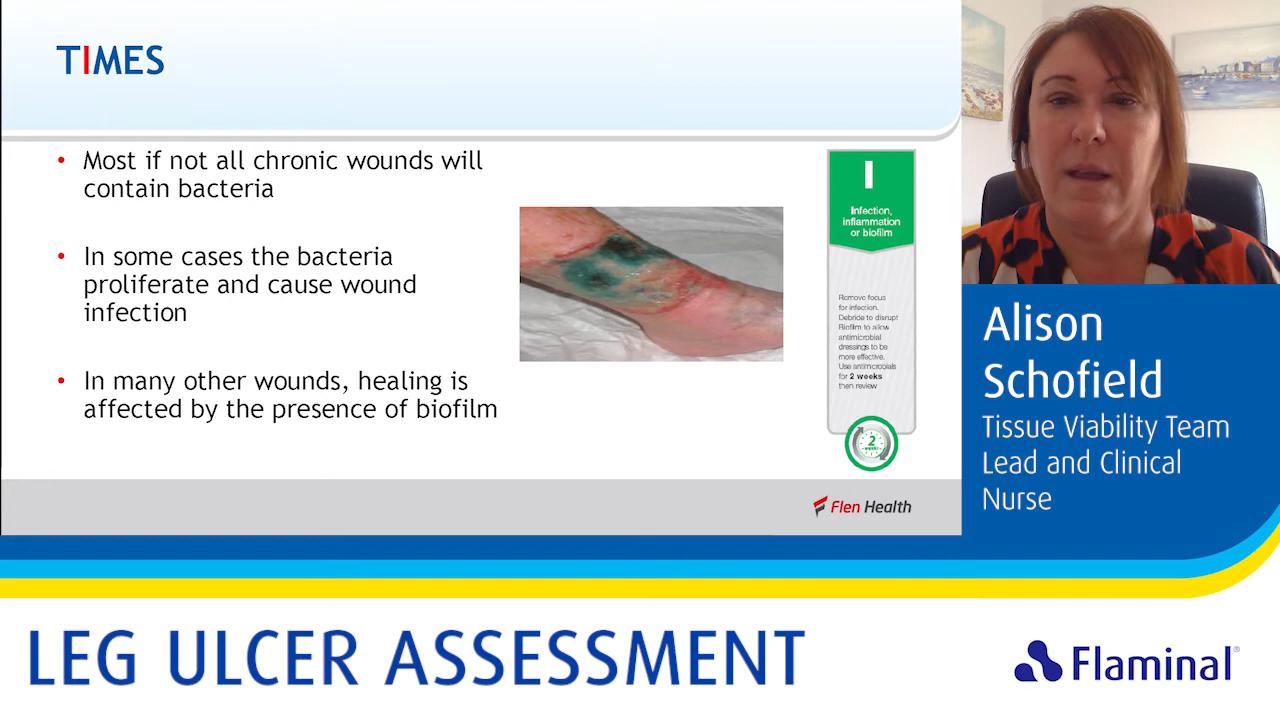 TIMES
• Most if not all chronic wounds will
contain bacteria
• In some cases the bacteria
proliferate and cause wound
infection
• In many other wounds, healing is
affected by the presence of biofilm
I
Infection,
inflammation
or biofilm
Remove focus
for infection.
Debride to disrupt
Biofilm to allow
antimicrobial
dressings to be
more effective.
Use antimicrobials
for 2 weeks
then review
2
WEEKS
Flen Health
Alison
Schofield
Tissue Viability Team
Lead and Clinical
Nurse
LEG ULCER ASSESSMENT
Flaminal®